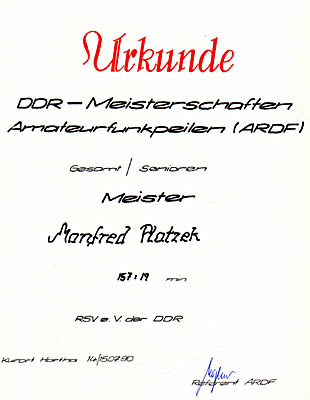 Urkunde
DDR - Meisterschaften
Amateurfunkpeilen (ARDF)
Gesamt / Senioren
Meister
Manfred Platzek
157:19 min
RSV e. V. der DDR
Kurort Hartha 14/15.07.90
Referent ARDF